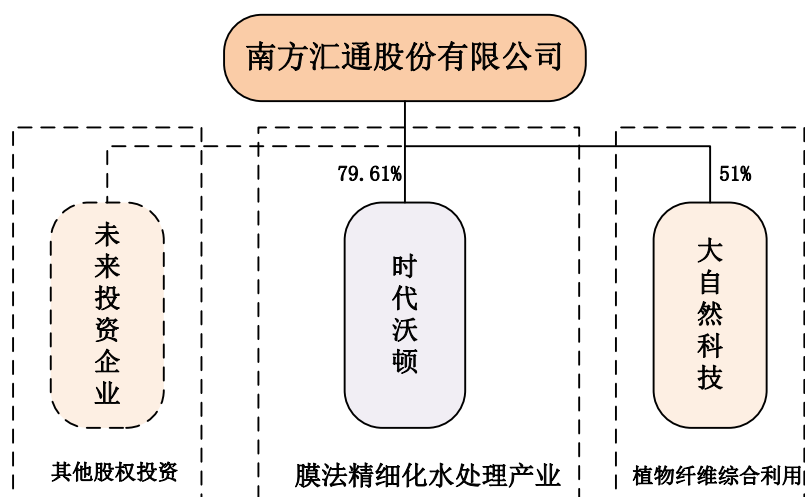 南方汇通股份有限公司
79.61%
51%
未来投资企业
时代沃顿
大自然科技
其他股权投资
膜法精细化水处理产业
植物纤维综合利用